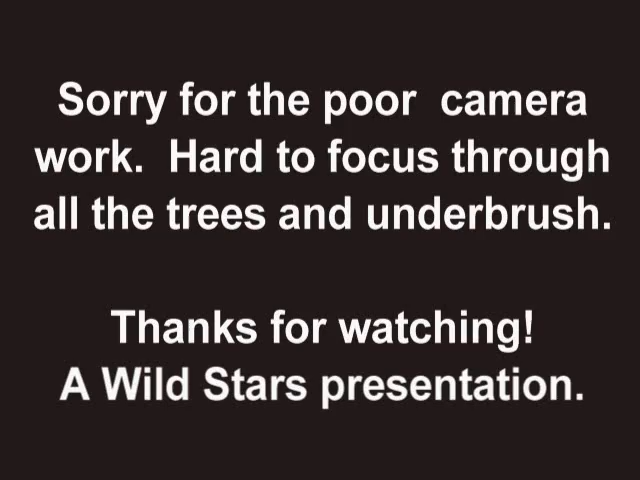 Sorry for the poor  camera
work.  Hard to focus through
all the trees and underbrush.
Thanks for watching!
A Wild Stars presentation.